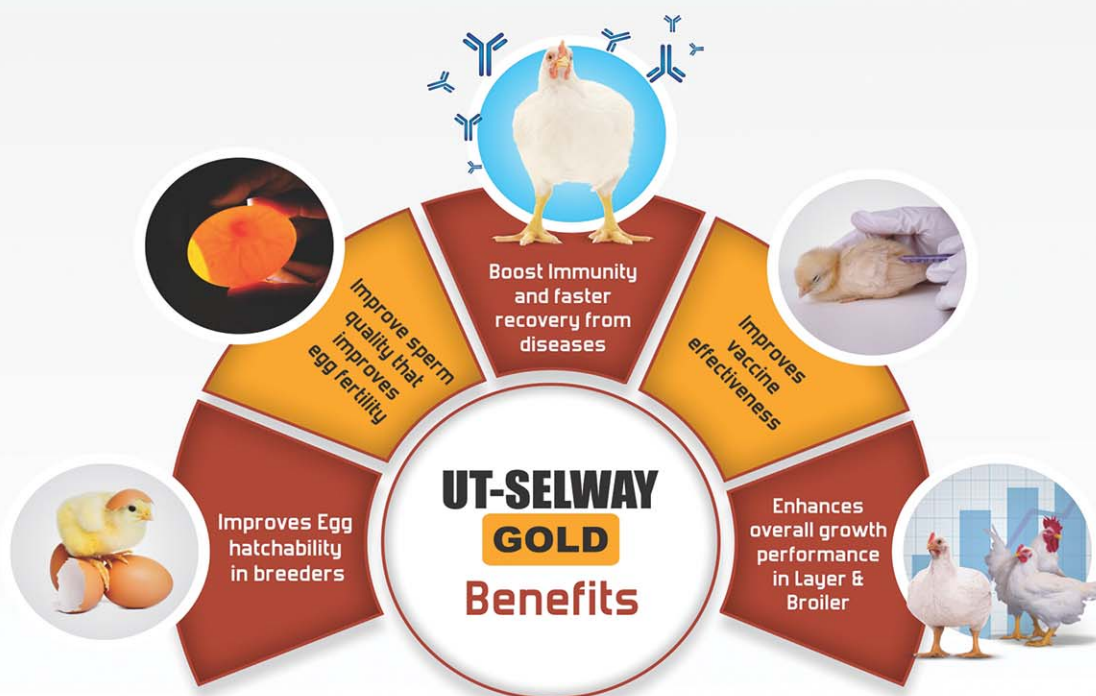 Boost Immunity
and faster
recovery from
diseases
Improve sperm
quality that
improves
egg fertility
Improves
vaccine
effectiveness
Improves Egg
hatchability
in breeders
UT-SELWAY
GOLD
Benefits
Enhances
overall growth
performance
in Layer &
Broiler